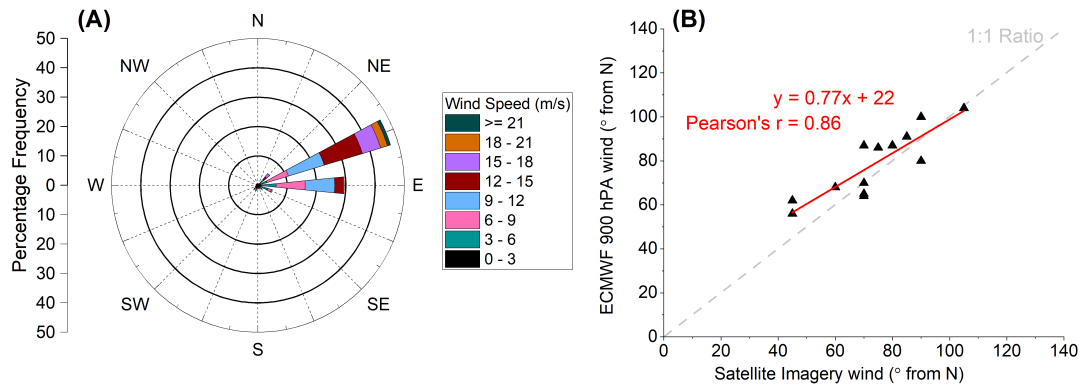 (A)
N
NE
E
SE
S
SW
W
NW
Percentage Frequency
50
40
30
20
10
0
10
20
30
40
50
Wind Speed (m/s)
>= 21
18 - 21
15 - 18
12 - 15
9 - 12
6 - 9
3 - 6
0 - 3
(B)
1:1 Ratio
y = 0.77x + 22
Pearson's r = 0.86
ECMWF 900 hPA wind (° from N)
140
120
100
80
60
40
20
0
0 20 40 60 80 100 120 140
Satellite Imagery wind (° from N)